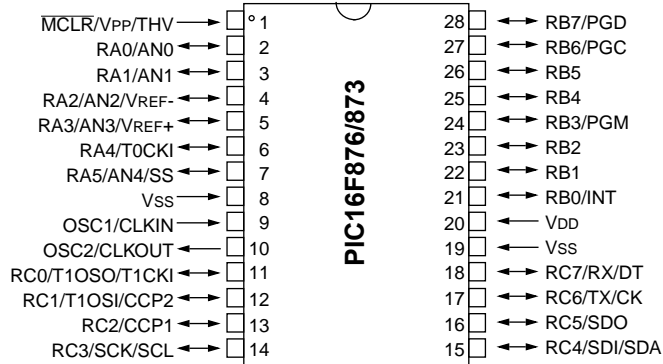 MCLR/VPP/THV 1 28 RB7/PGD
RA0/AN0 2 27 RB6/PGC
RA1/AN1 3 26 RB5
RA2/AN2/VREF- 4 25 RB4
RA3/AN3/VREF+ 5 24 RB3/PGM
RA4/T0CKI 6 23 RB2
RA5/AN4/SS 7 22 RB1
VSS 8 21 RB0/INT
OSC1/CLKIN 9 20 VDD
OSC2/CLKOUT 10 19 VSS
RC0/T1OSO/T1CKI 11 18 RC7/RX/DT
RC1/T1OSI/CCP2 12 17 RC6/TX/CK
RC2/CCP1 13 16 RC5/SDO
RC3/SCK/SCL 14 15 RC4/SDI/SDA
PIC16F876/873